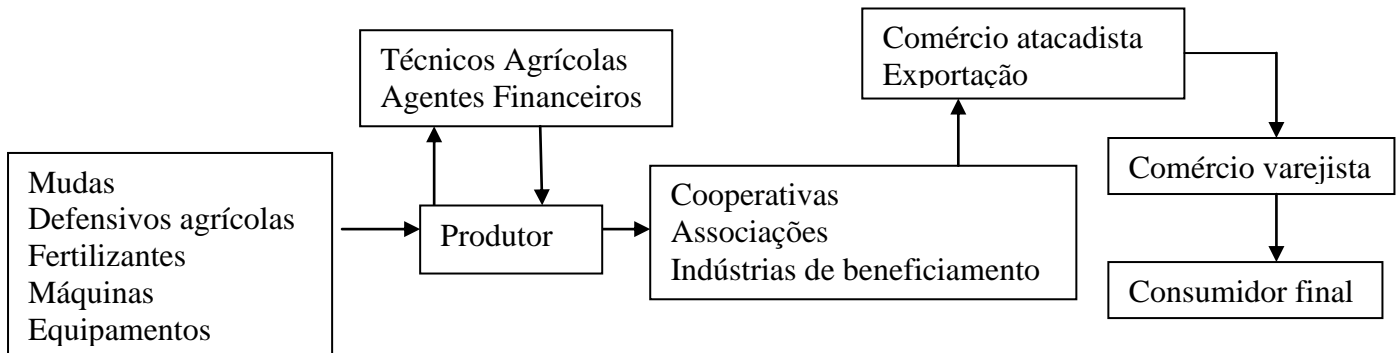 Mudas
Defensivos agrícolas
Fertilizantes
Máquinas
Equipamentos
Técnicos Agrícolas
Agentes Financeiros
Produtor
Cooperativas
Associações
Indústrias de beneficiamento
Comércio atacadista
Exportação
Comércio varejista
Consumidor final